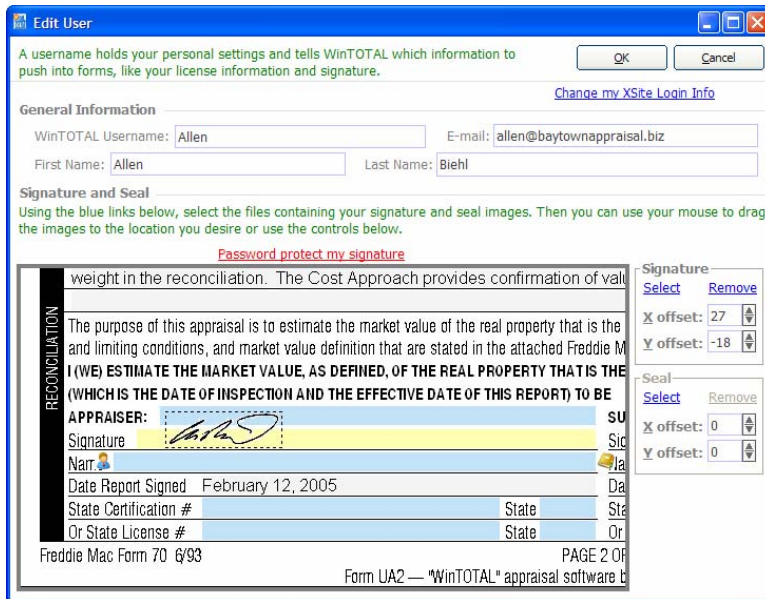 Edit User
A username holds your personal settings and tells WinTOTAL which information to
push into forms, like your license information and signature.
OK
Cancel
Change my XSite Login Info
General Information
WinTOTAL Username: Allen
E-mail: allen@baytownappraisal.biz
First Name: Allen
Last Name: Biehl
Signature and Seal
Using the blue links below, select the files containing your signature and seal images. Then you can use your mouse to drag
the images to the location you desire or use the controls below.
Password protect my signature
weight in the reconciliation. The Cost Approach provides confirmation of valu
RECONCILIATION
The purpose of this appraisal is to estimate the market value of the real property that is the
and limiting conditions, and market value definition that are stated in the attached Freddie M
I (WE) ESTIMATE THE MARKET VALUE, AS DEFINED, OF THE REAL PROPERTY THAT IS THE
(WHICH IS THE DATE OF INSPECTION AND THE EFFECTIVE DATE OF THIS REPORT) TO BE
APPRAISER: SU
Signature Sig
Nam
Date Report Signed February 12, 2005 Da
State Certification # State Sta
Or State License # State Or
Freddie Mac Form 70 6/93 PAGE 2 OF
Form UA2 — "WinTOTAL" appraisal software b
Signature
Select Remove
X offset: 27
Y offset: -18
Seal
Select Remove
X offset: 0
Y offset: 0